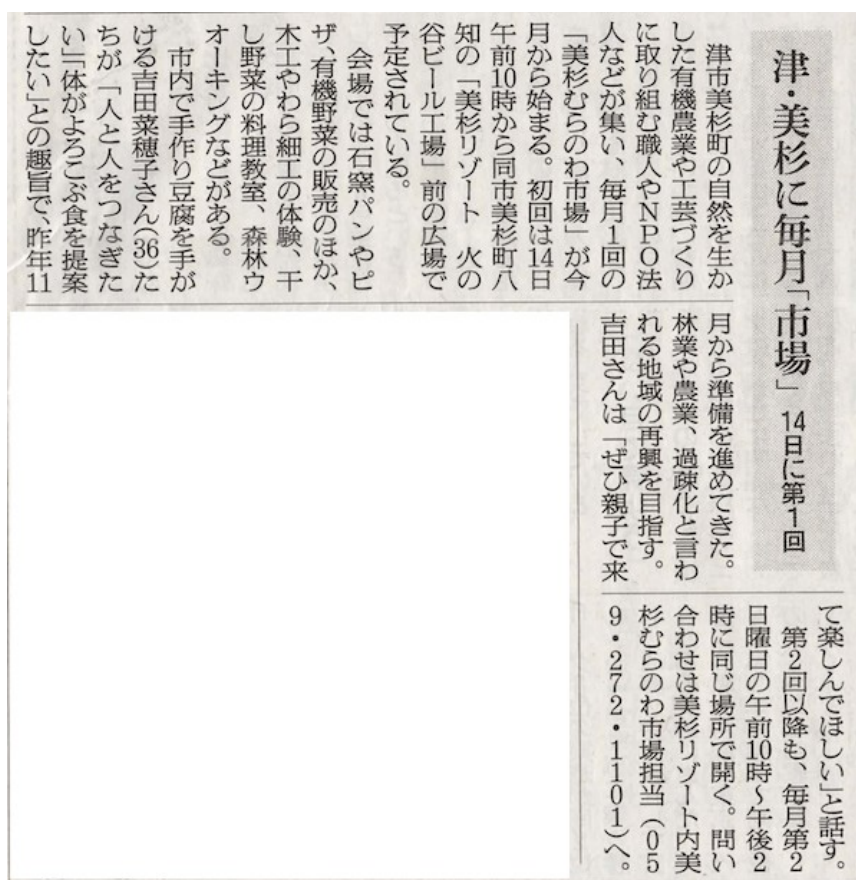 津・美杉に毎月「市場」 14日に第1回
津市美杉町の自然を生か
した有機農業や工芸づくり
に取り組む職人やNPO法
人などが集い、毎月1回の
「美杉むらのわ市場」が今
月から始まる。初回は14日
午前10時から同市美杉町八
知の「美杉リゾート 火の
谷ビール工場」前の広場で
予定されている。
会場では石窯パンやピ
ザ、有機野菜の販売のほか、
木工やわら細工の体験、干
し野菜の料理教室、森林ウ
オーキングなどがある。
市内で手作り豆腐を手が
ける吉田菜穂子さん(36)た
ちが「人と人をつなぎた
い」「体がよろこぶ食を提案
したい」との趣旨で、昨年11
月から準備を進めてきた。
林業や農業、過疎化と言わ
れる地域の再興を目指す。
吉田さんは「ぜひ親子で来
て楽しんでほしい」と話す。
第2回以降も、毎月第2
日曜日の午前10時~午後2
時に同じ場所で開く。問い
合わせは美杉リゾート内美
杉むらのわ市場担当(05
9・272・1101)へ。